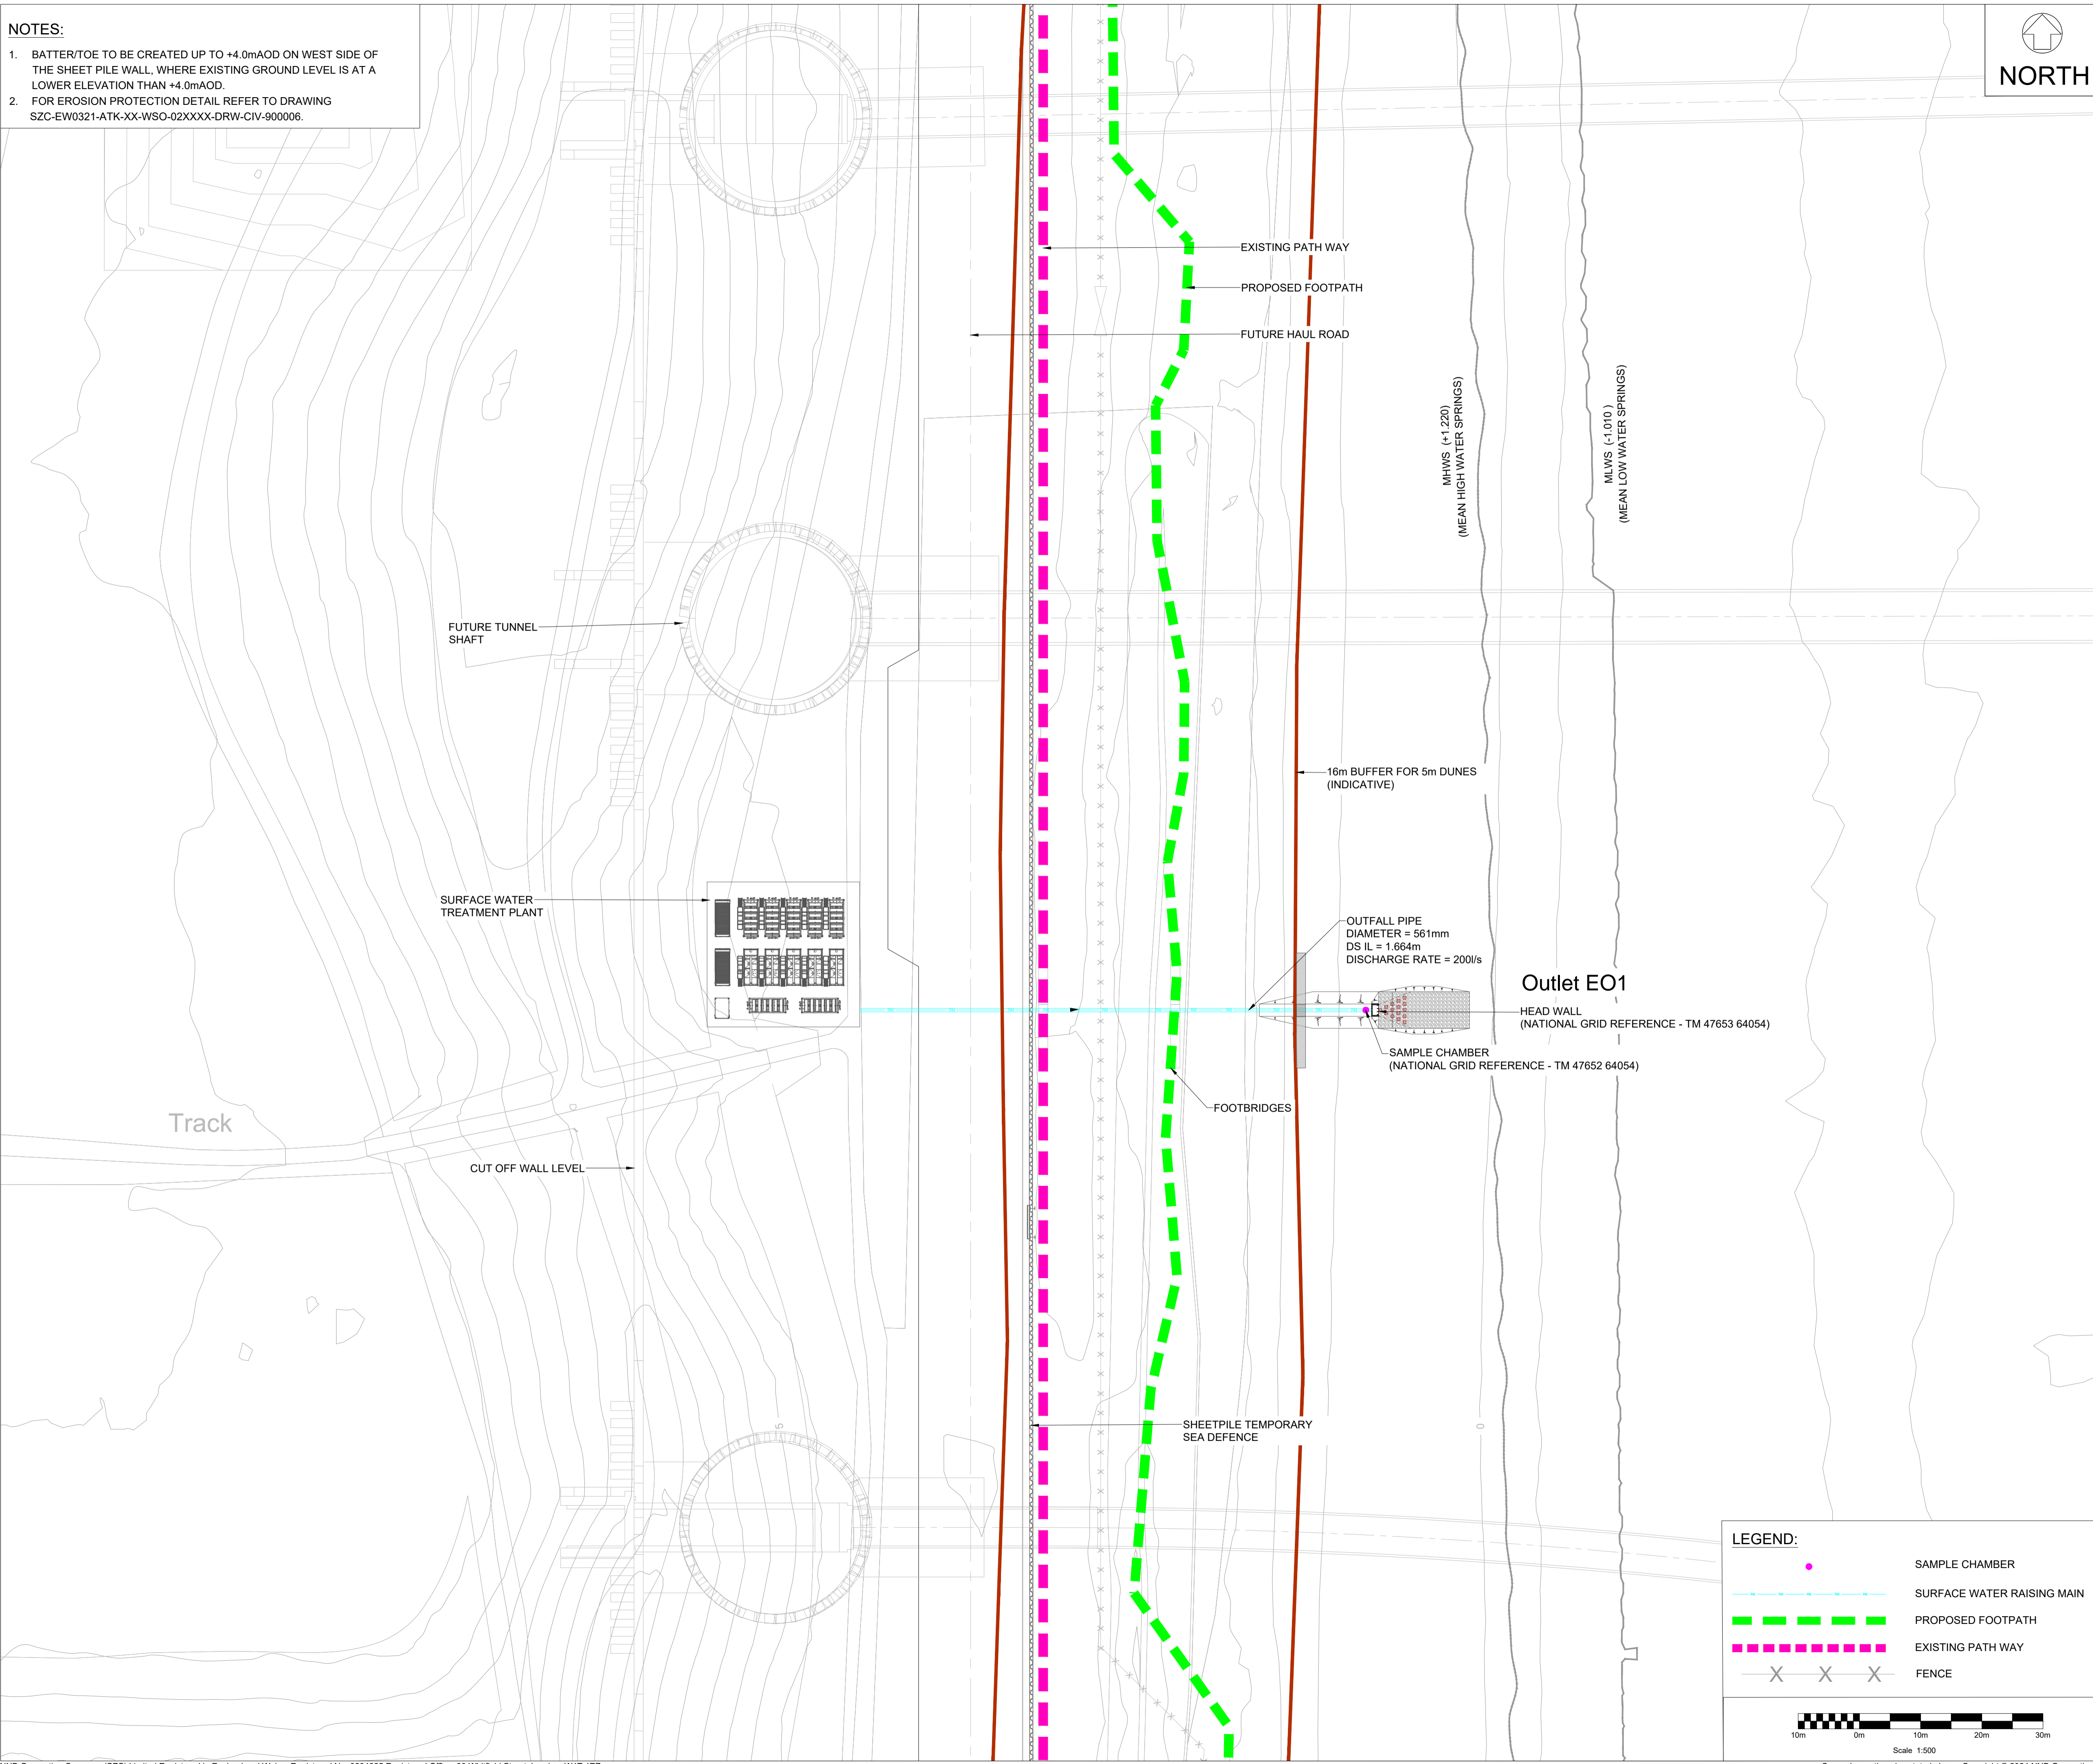 NOTES:
1. BATTER/TOE TO BE CREATED UP TO +4.0mAOD ON WEST SIDE OF
THE SHEET PILE WALL, WHERE EXISTING GROUND LEVEL IS AT A
LOWER ELEVATION THAN +4.0mAOD.
2. FOR EROSION PROTECTION DETAIL REFER TO DRAWING
SZC-EW0321-ATK-XX-WSO-02XXXX-DRW-CIV-900006.
NORTH
EXISTING PATH WAY
PROPOSED FOOTPATH
FUTURE HAUL ROAD
MHWS (+1.220)
(MEAN HIGH WATER SPRINGS)
MLWS (-1.010 )
(MEAN LOW WATER SPRINGS)
FUTURE TUNNEL
SHAFT
16m BUFFER FOR 5m DUNES
(INDICATIVE)
SURFACE WATER
TREATMENT PLANT
OUTFALL PIPE
DIAMETER = 561mm
DS IL = 1.664m
DISCHARGE RATE = 200l/s
Outlet EO1
HEAD WALL
(NATIONAL GRID REFERENCE - TM 47653 64054)
SAMPLE CHAMBER
(NATIONAL GRID REFERENCE - TM 47652 64054)
FOOTBRIDGES
Track
CUT OFF WALL LEVEL
SHEETPILE TEMPORARY
SEA DEFENCE
0
5
LEGEND:
SAMPLE CHAMBER
SURFACE WATER RAISING MAIN
PROPOSED FOOTPATH
EXISTING PATH WAY
FENCE
10m 0m 10m 20m 30m
Scale 1:500